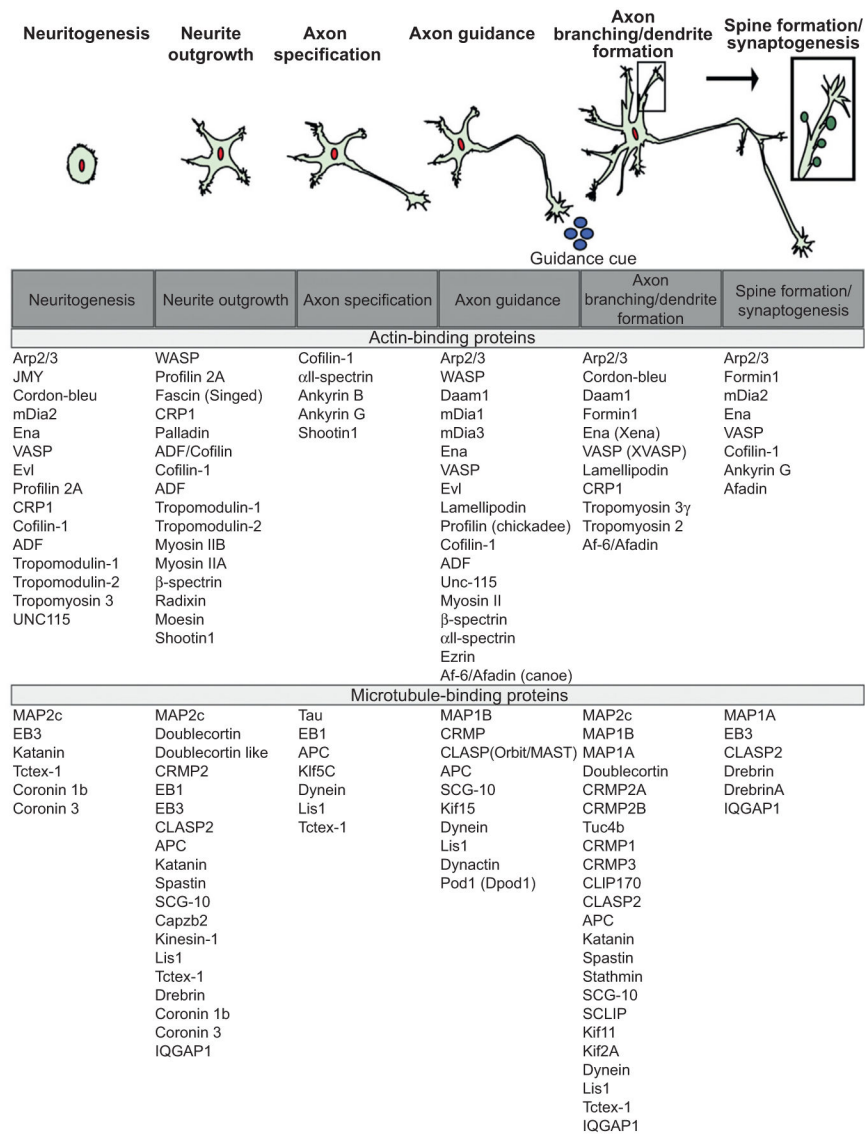 Neuritogenesis
Neurite
outgrowth
Axon
specification
Axon guidance
Axon
branching/dendrite
formation
Spine formation/
synaptogenesis
Guidance cue
Neuritogenesis
Neurite outgrowth
Axon specification
Axon guidance
Axon
branching/dendrite
formation
Spine formation/
synaptogenesis
Actin-binding proteins
Arp2/3
JMY
Cordon-bleu
mDia2
Ena
VASP
Evl
Profilin 2A
CRP1
Cofilin-1
ADF
Tropomodulin-1
Tropomodulin-2
Tropomyosin 3
UNC115
WASP
Profilin 2A
Fascin (Singed)
CRP1
Palladin
ADF/Cofilin
Cofilin-1
ADF
Tropomodulin-1
Tropomodulin-2
Myosin IIB
Myosin IIA
β-spectrin
Radixin
Moesin
Shootin1
Cofilin-1
αII-spectrin
Ankyrin B
Ankyrin G
Shootin1
Arp2/3
WASP
Daam1
mDia1
mDia3
Ena
VASP
Evl
Lamellipodin
Profilin (chickadee)
Cofilin-1
ADF
Unc-115
Myosin II
β-spectrin
αII-spectrin
Ezrin
Af-6/Afadin (canoe)
Arp2/3
Cordon-bleu
Daam1
Formin1
Ena (Xena)
VASP (XVASP)
Lamellipodin
CRP1
Tropomyosin 3γ
Tropomyosin 2
Af-6/Afadin
Arp2/3
Formin1
mDia2
Ena
VASP
Cofilin-1
Ankyrin G
Afadin
Microtubule-binding proteins
MAP2c
EB3
Katanin
Tctex-1
Coronin 1b
Coronin 3
MAP2c
Doublecortin
Doublecortin like
CRMP2
EB1
EB3
CLASP2
APC
Katanin
Spastin
SCG-10
Capzb2
Kinesin-1
Lis1
Tctex-1
Drebrin
Coronin 1b
Coronin 3
IQGAP1
Tau
EB1
APC
Klf5C
Dynein
Lis1
Tctex-1
MAP1B
CRMP
CLASP(Orbit/MAST)
APC
SCG-10
Kif15
Dynein
Lis1
Dynactin
Pod1 (Dpod1)
MAP2c
MAP1B
MAP1A
Doublecortin
CRMP2A
CRMP2B
Tuc4b
CRMP1
CRMP3
CLIP170
CLASP2
APC
Katanin
Spastin
Stathmin
SCG-10
SCLIP
Kif11
Kif2A
Dynein
Lis1
Tctex-1
IQGAP1
MAP1A
EB3
CLASP2
Drebrin
DrebrinA
IQGAP1